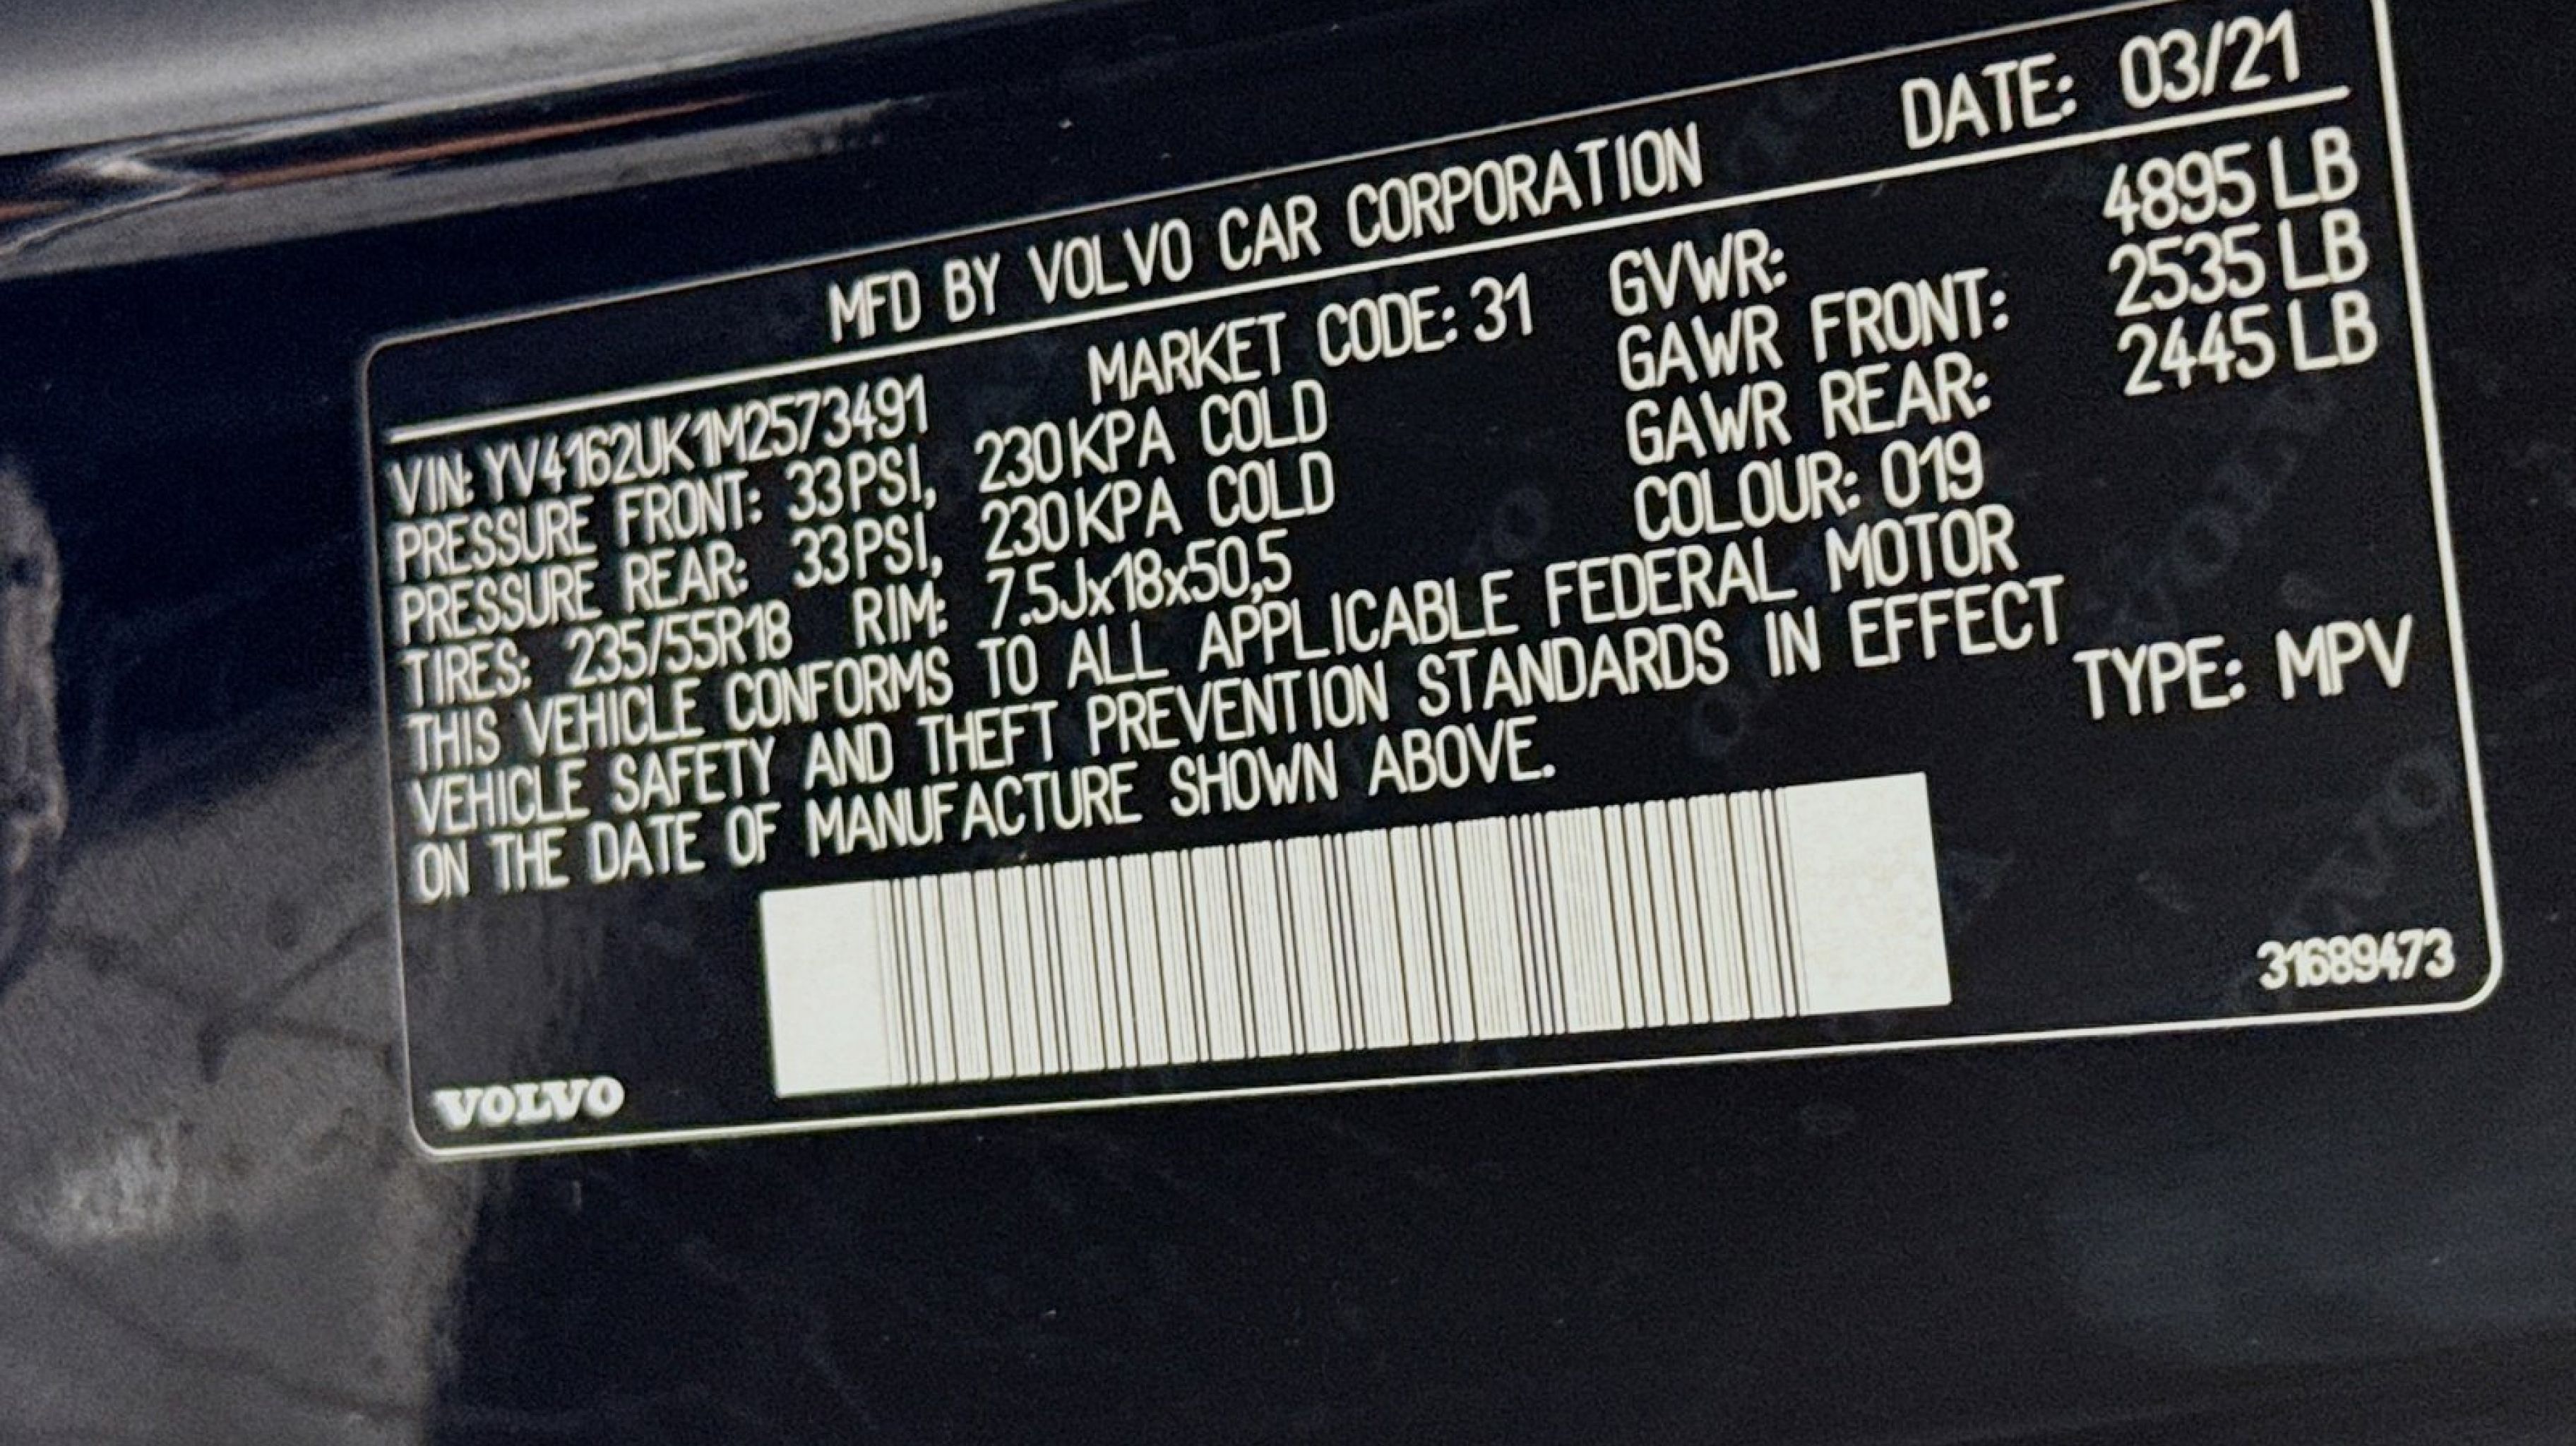 MFD BY VOLVO CAR CORPORATION DATE: 03/21
VIN: YV4162UK1M2573491 MARKET CODE: 31 GVWR: 4895 LB
PRESSURE FRONT: 33PSI, 230KPA COLD GAWR FRONT: 2535 LB
PRESSURE REAR: 33PSI, 230KPA COLD GAWR REAR: 2445 LB
TIRES: 235/55R18 RIM: 7.5Jx18x50,5 COLOUR: 019
THIS VEHICLE CONFORMS TO ALL APPLICABLE FEDERAL MOTOR
VEHICLE SAFETY AND THEFT PREVENTION STANDARDS IN EFFECT
ON THE DATE OF MANUFACTURE SHOWN ABOVE. TYPE: MPV
31689473
VOLVO